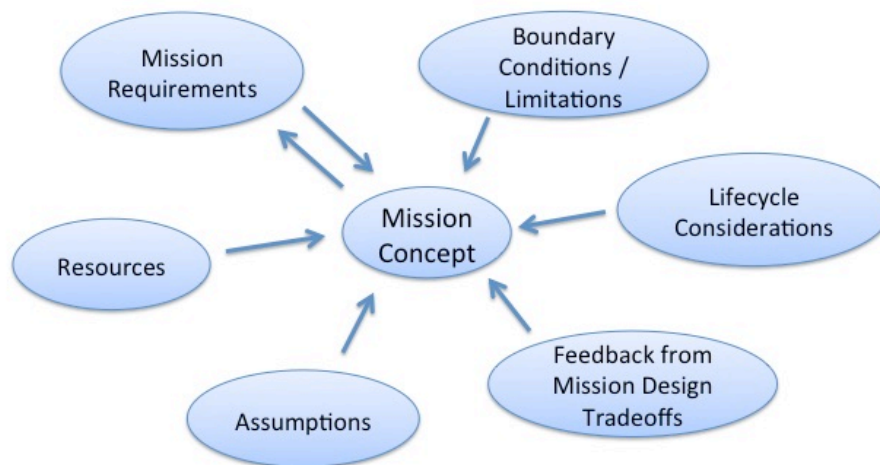 Mission
Requirements
Boundary
Conditions /
Limitations
Mission
Concept
Lifecycle
Considerations
Resources
Assumptions
Feedback from
Mission Design
Tradeoffs